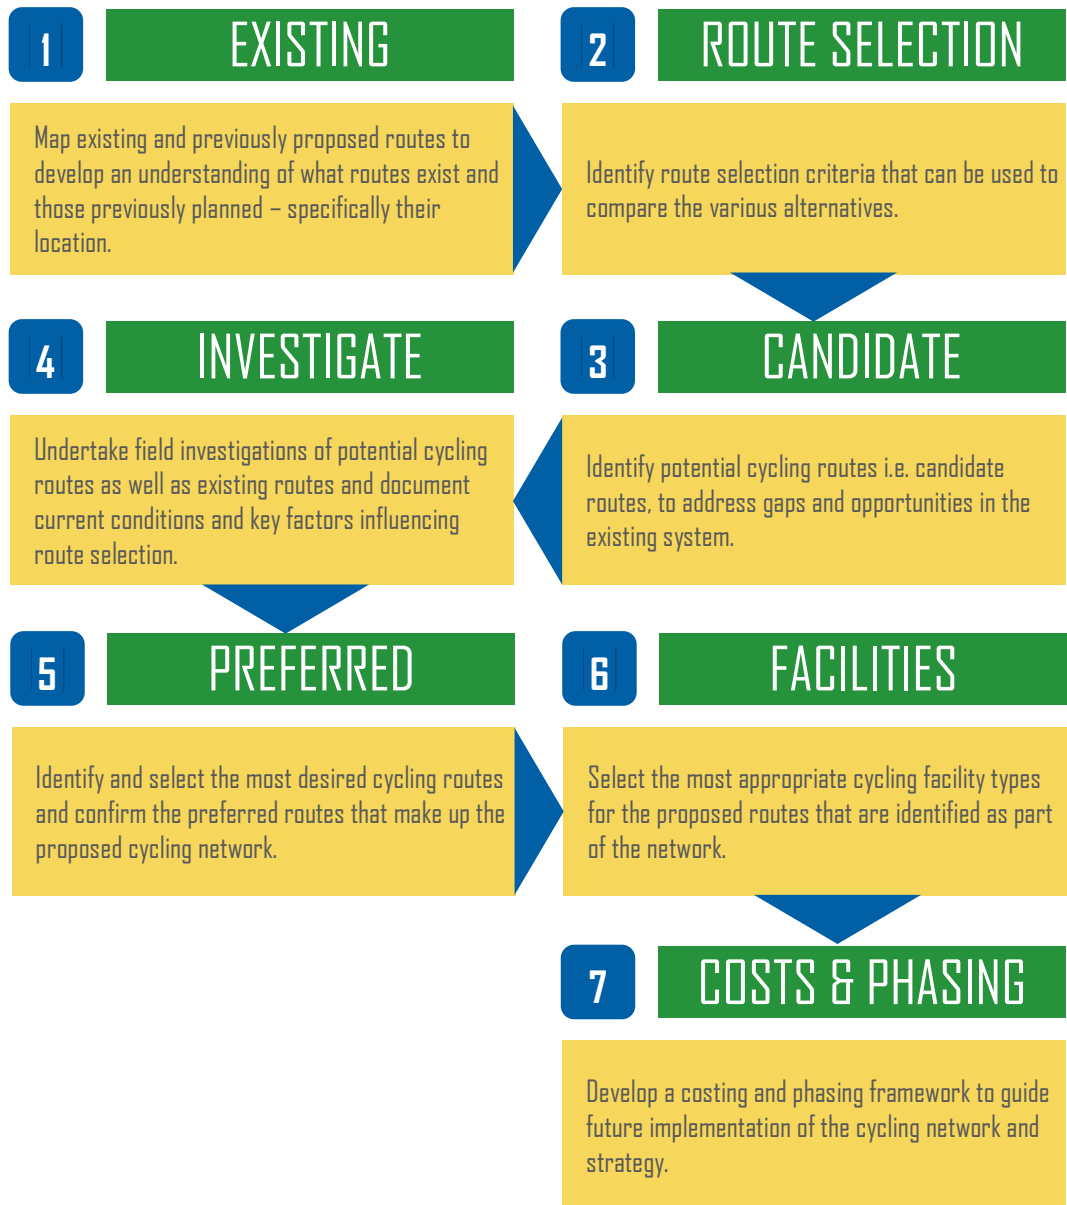 1
EXISTING
Map existing and previously proposed routes to
develop an understanding of what routes exist and
those previously planned – specifically their
location.
2
ROUTE SELECTION
Identify route selection criteria that can be used to
compare the various alternatives.
3
CANDIDATE
Identify potential cycling routes i.e. candidate
routes, to address gaps and opportunities in the
existing system.
4
INVESTIGATE
Undertake field investigations of potential cycling
routes as well as existing routes and document
current conditions and key factors influencing
route selection.
5
PREFERRED
Identify and select the most desired cycling routes
and confirm the preferred routes that make up the
proposed cycling network.
6
FACILITIES
Select the most appropriate cycling facility types
for the proposed routes that are identified as part
of the network.
7
COSTS & PHASING
Develop a costing and phasing framework to guide
future implementation of the cycling network and
strategy.